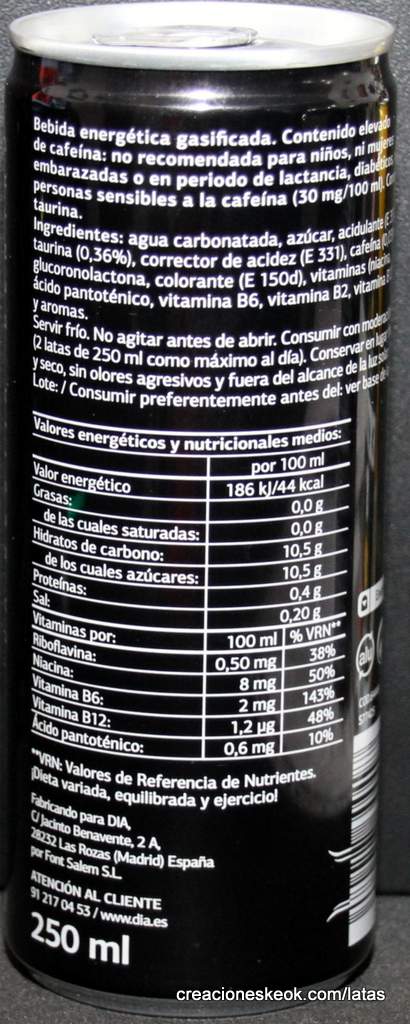 Bebida energética gasificada. Contenido elevado
de cafeína: no recomendada para niños, ni mujeres
embarazadas o en periodo de lactancia, diabéticos
personas sensibles a la cafeína (30 mg/100 ml).
taurina.
Ingredientes: agua carbonatada, azúcar, acidulante
taurina (0,36%), corrector de acidez (E 331), cafeína
glucoronolactona, colorante (E 150d), vitaminas (niacina
ácido pantoténico, vitamina B6, vitamina B2, vitamina
y aromas.
Servir frío. No agitar antes de abrir. Consumir con
(2 latas de 250 ml como máximo al día). Conservar en
y seco, sin olores agresivos y fuera del alcance de la luz
Lote: / Consumir preferentemente antes del: ver base
Valores energéticos y nutricionales medios:
por 100 ml
Valor energético 186 kJ/44 kcal
Grasas: 0,0 g
de las cuales saturadas: 0,0 g
Hidratos de carbono: 10,5 g
de los cuales azúcares: 10,5 g
Proteínas: 0,4 g
Sal: 0,20 g
Vitaminas por: 100 ml % VRN**
Riboflavina: 0,50 mg 38%
Niacina: 8 mg 50%
Vitamina B6: 2 mg 143%
Vitamina B12: 1,2 µg 48%
Ácido pantoténico: 0,6 mg 10%
**VRN: Valores de Referencia de Nutrientes.
¡Dieta variada, equilibrada y ejercicio!
Fabricando para DIA,
C/ Jacinto Benavente, 2 A,
28232 Las Rozas (Madrid) España
por Font Salem S.L.
ATENCIÓN AL CLIENTE
91 217 04 53 / www.dia.es
250 ml
alu
creacioneskeok.com/latas